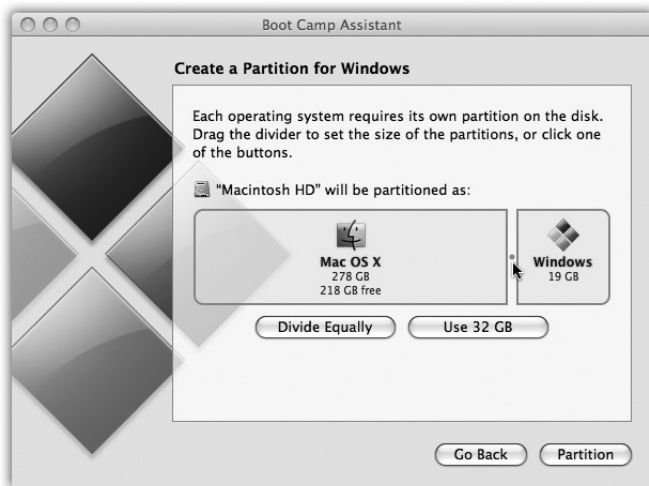 Boot Camp Assistant
Create a Partition for Windows
Each operating system requires its own partition on the disk.
Drag the divider to set the size of the partitions, or click one
of the buttons.
“Macintosh HD” will be partitioned as:
Mac OS X
278 GB
218 GB free
Windows
19 GB
Divide Equally
Use 32 GB
Go Back
Partition